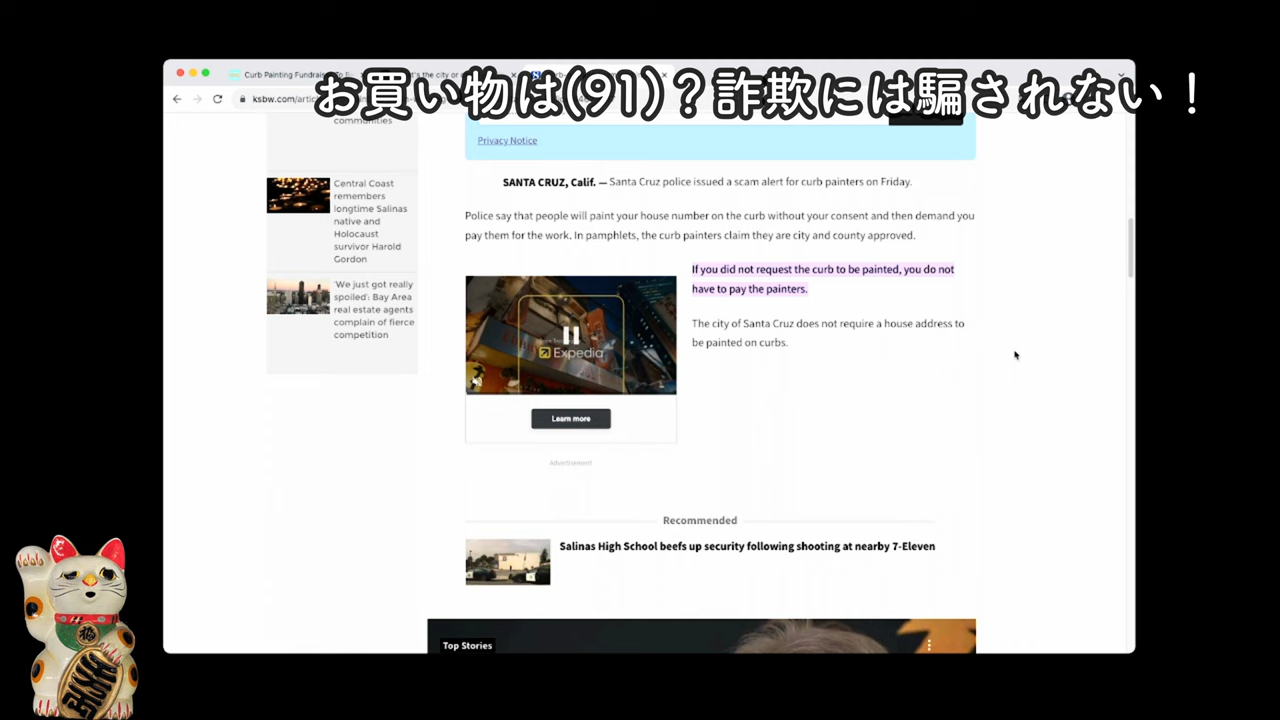 お買い物は(91)？詐欺には騙されない！
Curb Painting Fundrai
ksbw.com/artic
communities
Central Coast
remembers
longtime Salinas
native and
Holocaust
survivor Harold
Gordon
'We just got really
spoiled': Bay Area
real estate agents
complain of fierce
competition
Privacy Notice
SANTA CRUZ, Calif. — Santa Cruz police issued a scam alert for curb painters on Friday.
Police say that people will paint your house number on the curb without your consent and then demand you
pay them for the work. In pamphlets, the curb painters claim they are city and county approved.
If you did not request the curb to be painted, you do not
have to pay the painters.
The city of Santa Cruz does not require a house address to
be painted on curbs.
Expedia
Learn more
Advertisement
Recommended
Salinas High School beefs up security following shooting at nearby 7-Eleven
Top Stories
福